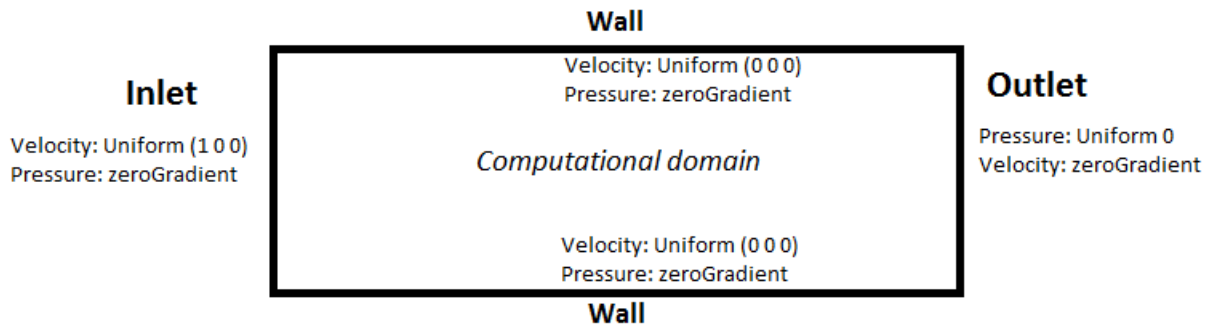 Wall
Velocity: Uniform (0 0 0)
Pressure: zeroGradient
Inlet
Velocity: Uniform (1 0 0)
Pressure: zeroGradient
Computational domain
Outlet
Pressure: Uniform 0
Velocity: zeroGradient
Velocity: Uniform (0 0 0)
Pressure: zeroGradient
Wall